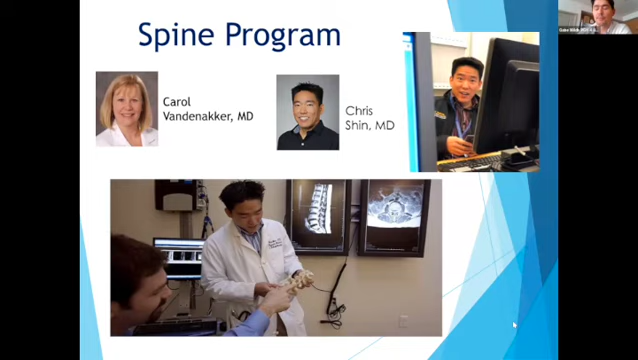 Spine Program
Carol
Vandenakker, MD
Chris
Shin, MD